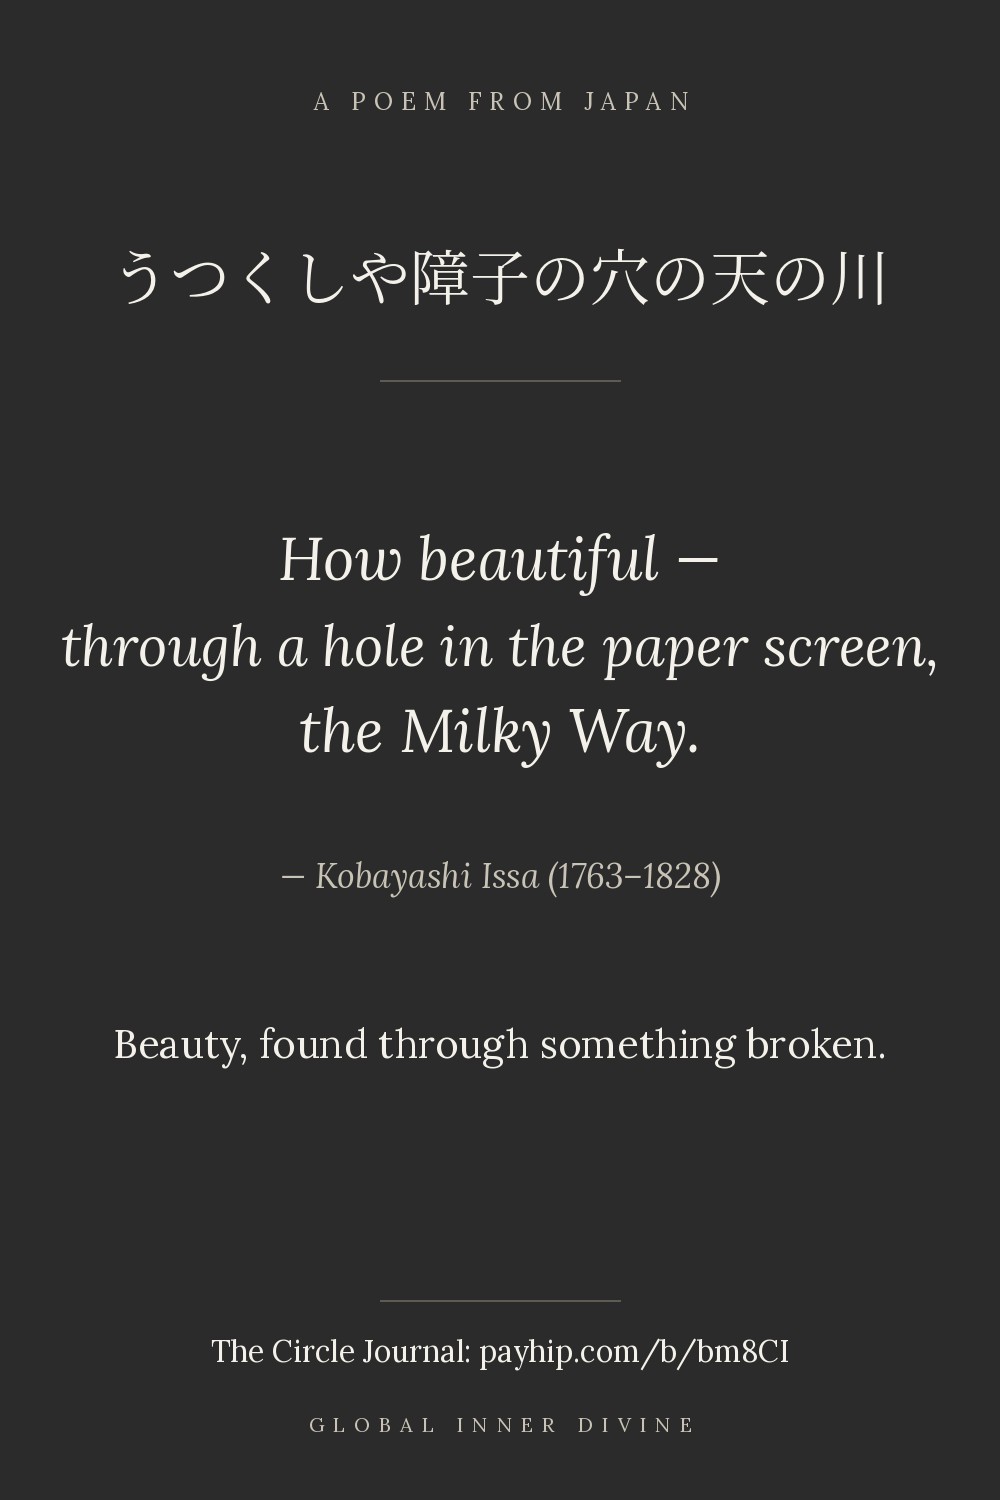 A POEM FROM JAPAN
うつくしや障子の穴の天の川
How beautiful —
through a hole in the paper screen,
the Milky Way.
— Kobayashi Issa (1763–1828)
Beauty, found through something broken.
The Circle Journal: payhip.com/b/bm8CI
GLOBAL INNER DIVINE